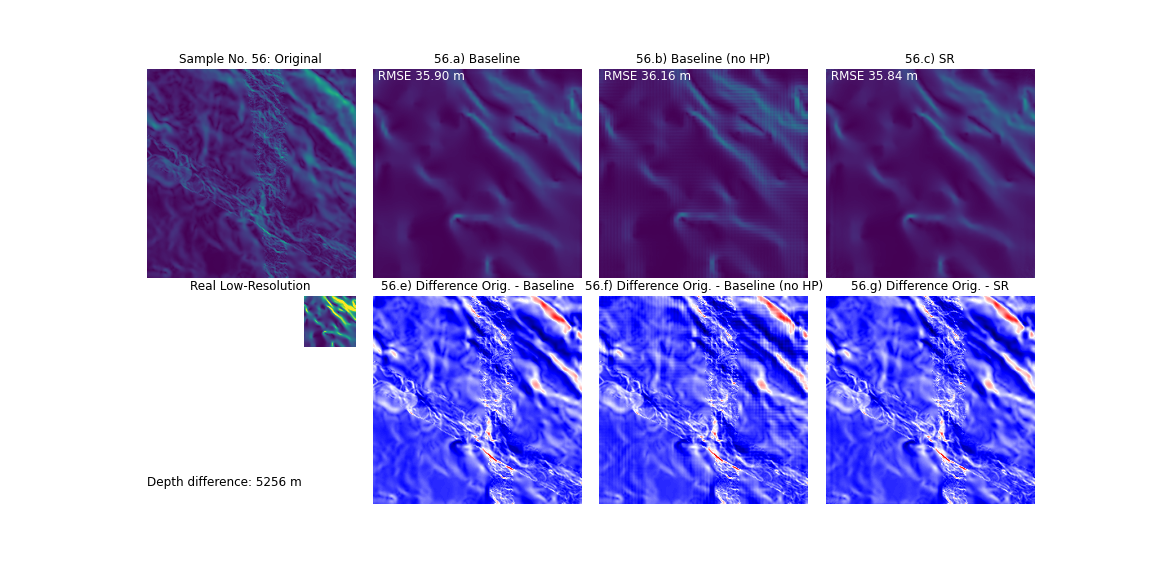 Sample No. 56: Original
56.a) Baseline
56.b) Baseline (no HP)
56.c) SR
RMSE 35.90 m
RMSE 36.16 m
RMSE 35.84 m
Real Low-Resolution
56.e) Difference Orig. - Baseline
56.f) Difference Orig. - Baseline (no HP)
56.g) Difference Orig. - SR
Depth difference: 5256 m